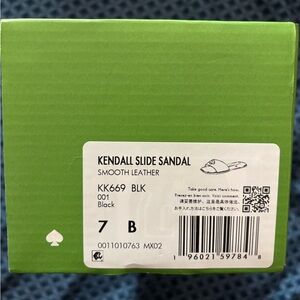 KENDALL SLIDE SANDAL
SMOOTH LEATHER
KK669 BLK
001
Black
7 B
0011010763 MX02
Take good care. Here's how.
1 96021 59784 8